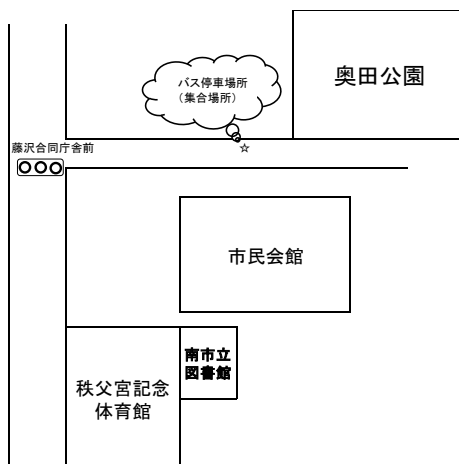 奥田公園
バス停車場所
（集合場所）
藤沢合同庁舎前
☆
市民会館
南市立
図書館
秩父宮記念
体育館